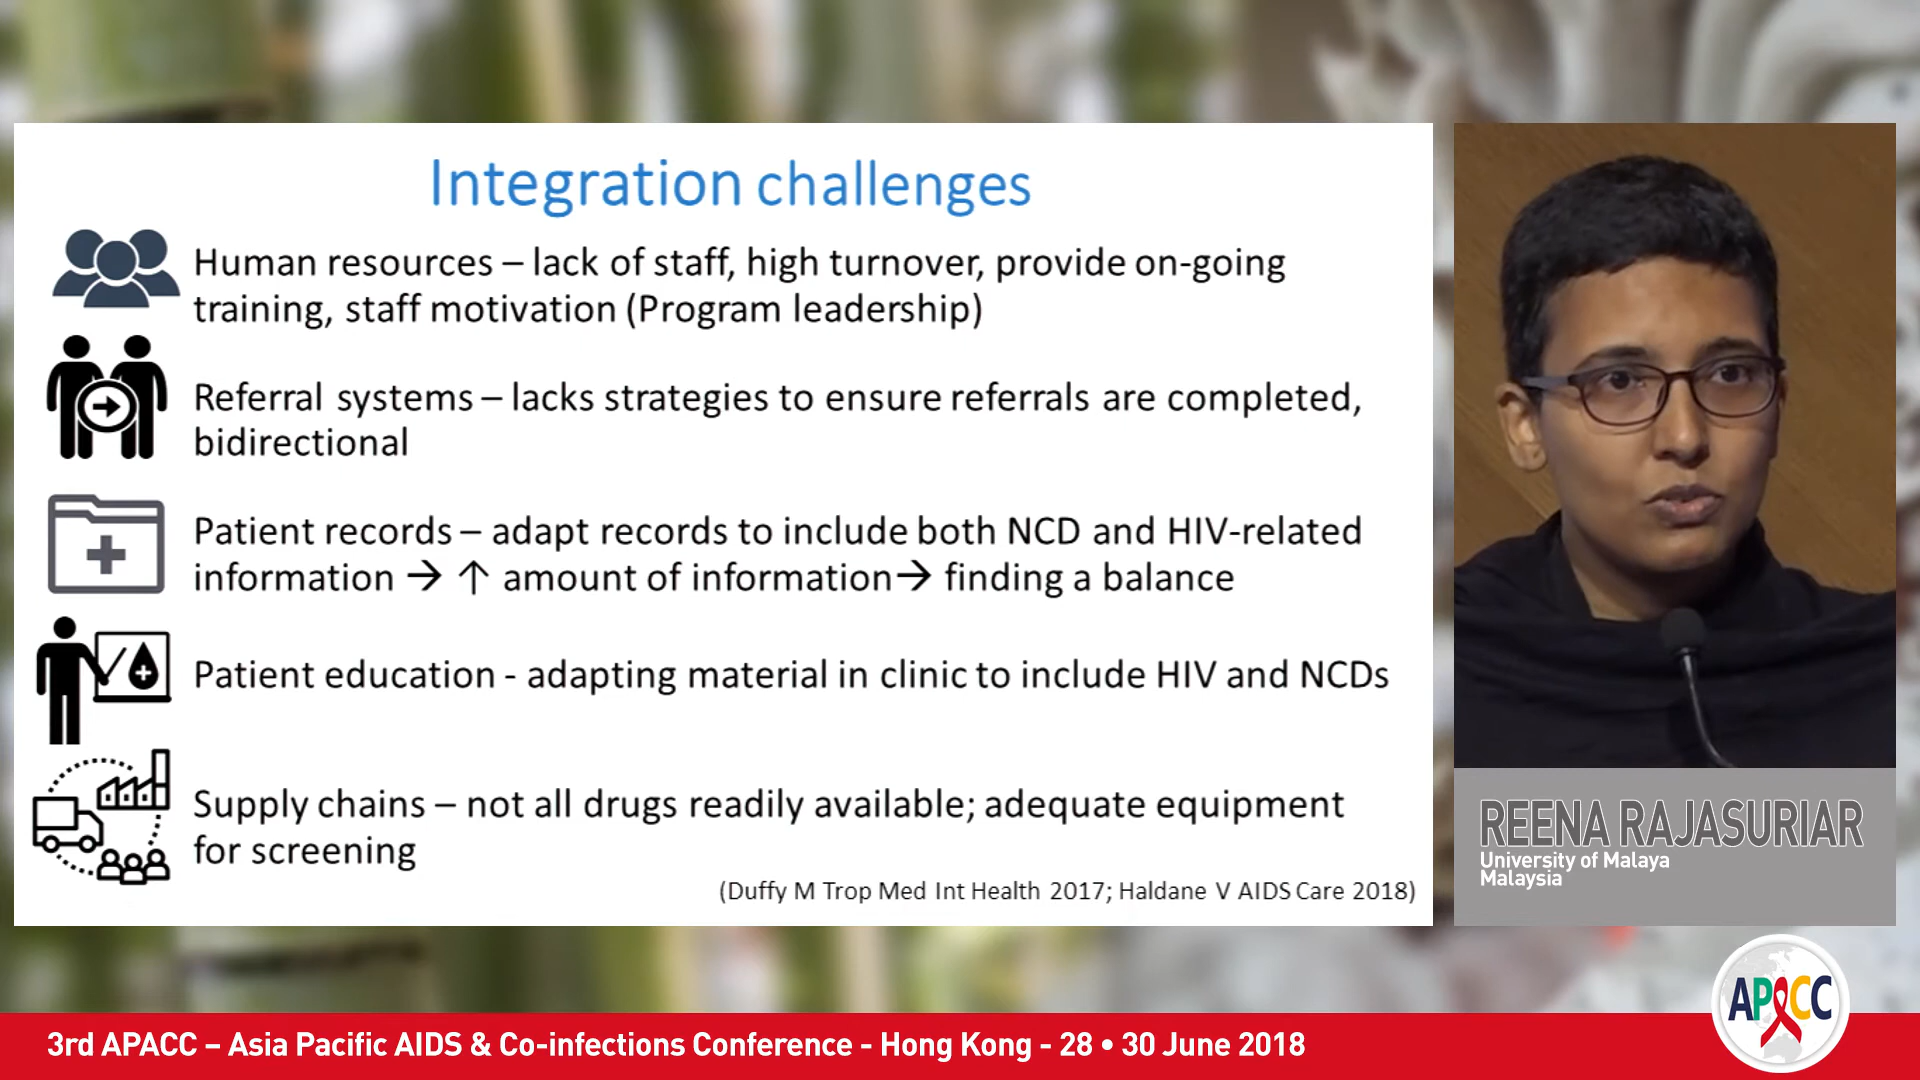 Integration challenges
Human resources – lack of staff, high turnover, provide on-going
training, staff motivation (Program leadership)
Referral systems – lacks strategies to ensure referrals are completed,
bidirectional
Patient records – adapt records to include both NCD and HIV-related
information → ↑ amount of information→ finding a balance
Patient education - adapting material in clinic to include HIV and NCDs
Supply chains – not all drugs readily available; adequate equipment
for screening
(Duffy M Trop Med Int Health 2017; Haldane V AIDS Care 2018)
REENA RAJASURIAR
University of Malaya
Malaysia
APACC
3rd APACC – Asia Pacific AIDS & Co-infections Conference - Hong Kong - 28 • 30 June 2018